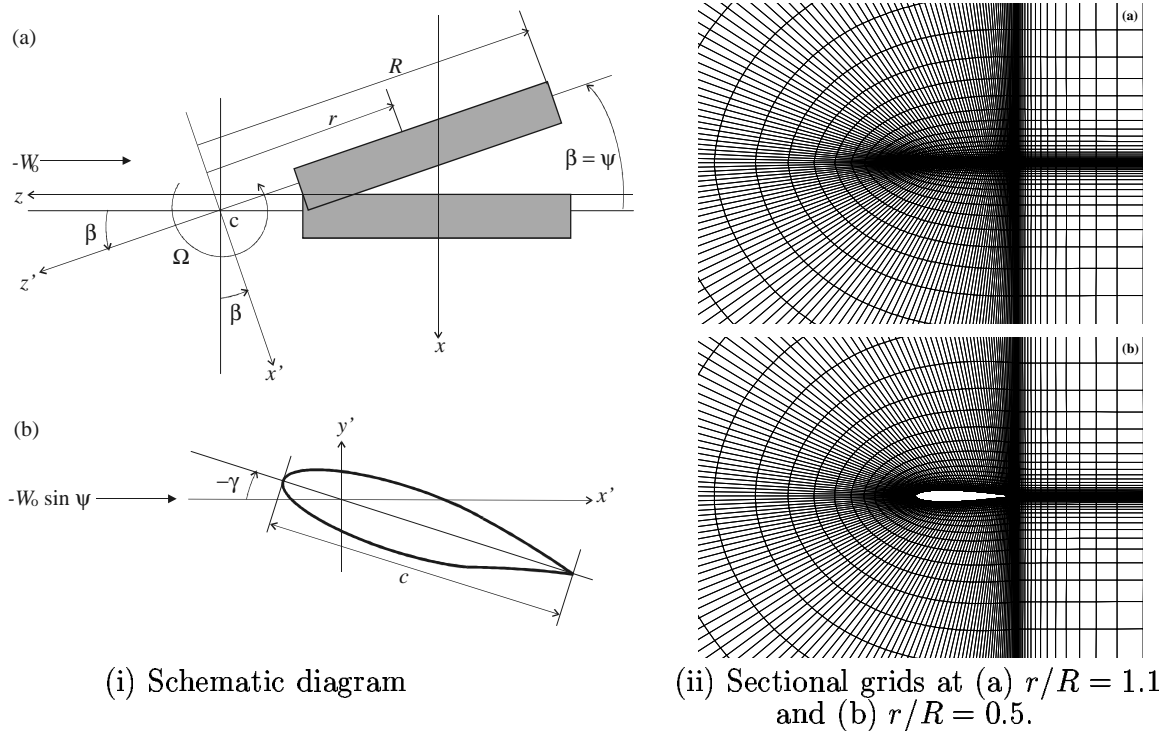 (a)
R
r
-W₀
β = ψ
z
c
β
Ω
z'
β
x'
x
(b)
y'
-γ
-W₀ sin ψ
x'
c
(i) Schematic diagram
(a)
(b)
(ii) Sectional grids at (a) r/R = 1.1
and (b) r/R = 0.5.